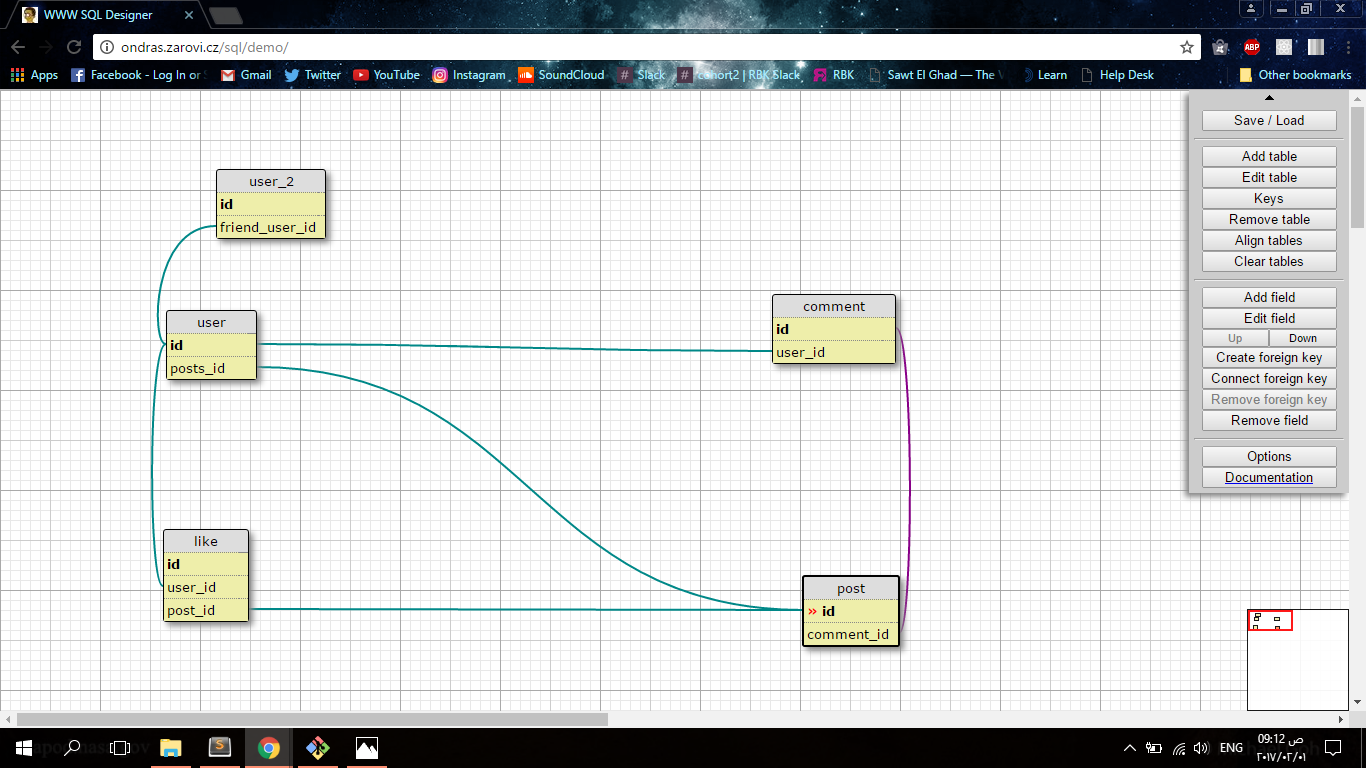 WWW SQL Designer
ondras.zarovi.cz/sql/demo/
ABP
Apps
Facebook - Log In or
Gmail
Twitter
YouTube
Instagram
SoundCloud
Slack
cohort2 | RBK Slack
RBK
Sawt El Ghad — The
Learn
Help Desk
Other bookmarks
Save / Load
Add table
Edit table
Keys
Remove table
Align tables
Clear tables
Add field
Edit field
Up
Down
Create foreign key
Connect foreign key
Remove foreign key
Remove field
Options
Documentation
user_2
id
friend_user_id
user
id
posts_id
comment
id
user_id
like
id
user_id
post_id
post
» id
comment_id
ENG
09:12 ص
٢٠١٧/٠٢/٠١